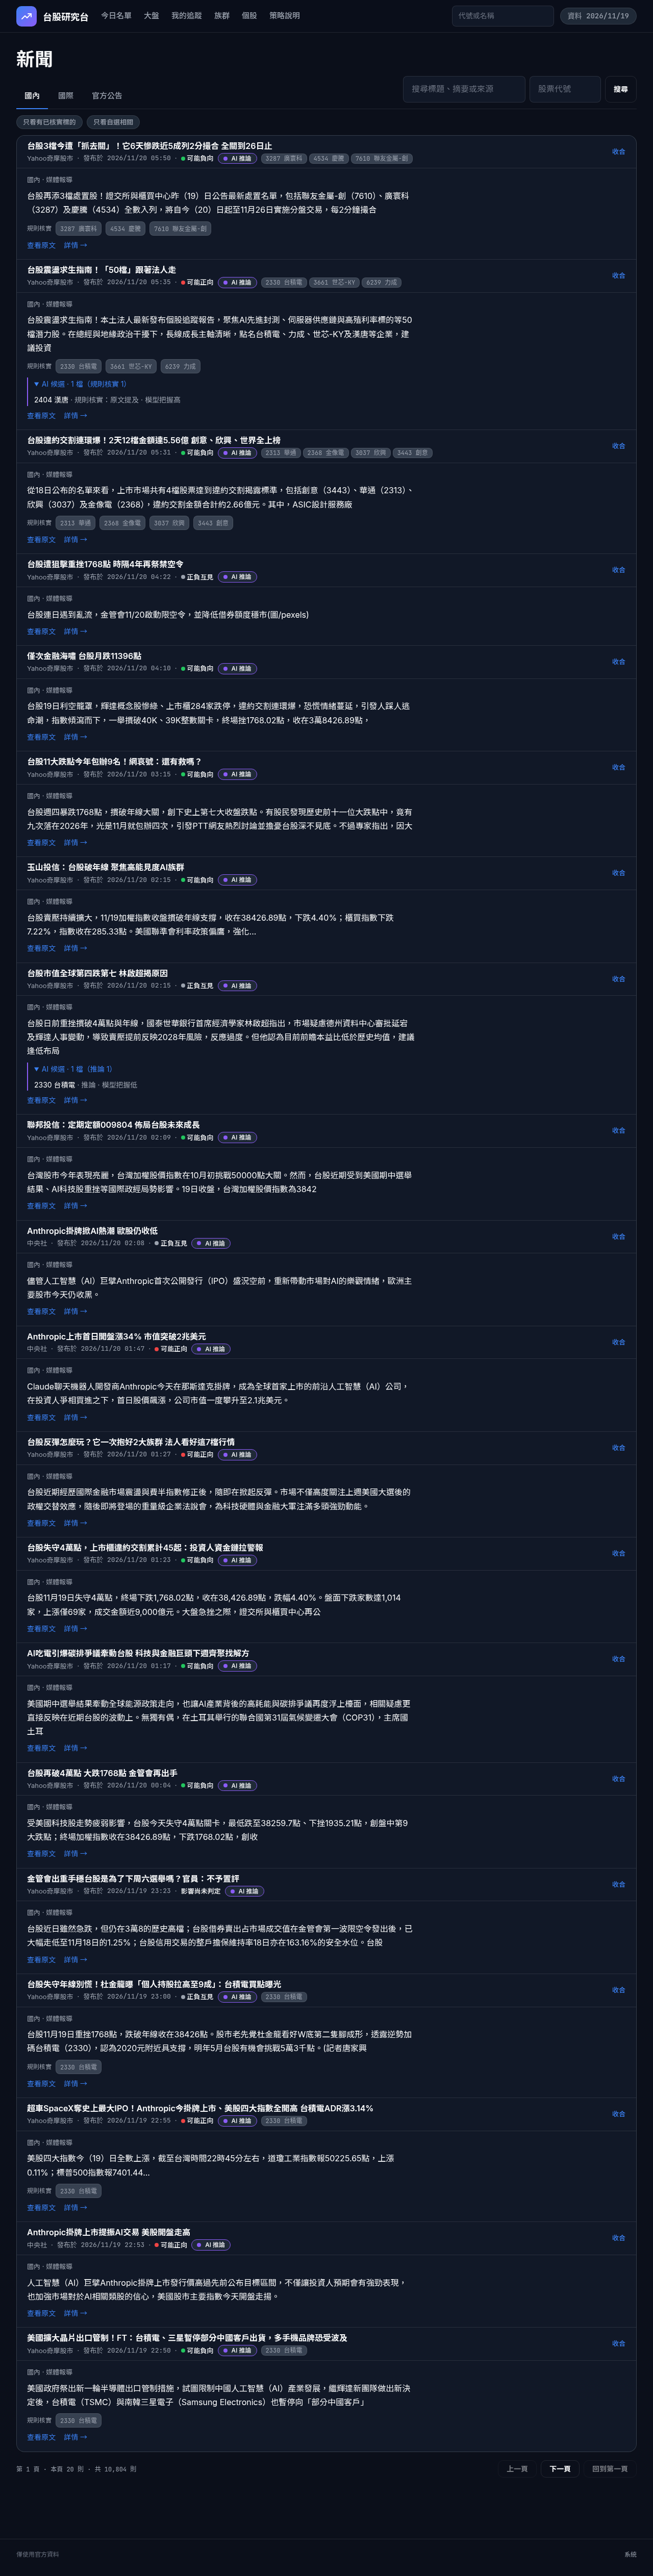 台股研究台 今日名單 大盤 我的追蹤 族群 個股 策略說明 代號或名稱 資料 2026/11/19
新聞
國內 國際 官方公告 搜尋標題、摘要或來源 股票代號 搜尋
只看有已核實標的 只看自選相關
台股3檔今遭「抓去關」！它6天慘跌近5成列2分撮合 全關到26日止 收合
Yahoo奇摩股市 · 發布於 2026/11/20 05:50 · 可能負向 AI 推論 3287 廣寰科 4534 慶騰 7610 聯友金屬-創
國內 · 媒體報導
台股再添3檔處置股！證交所與櫃買中心昨（19）日公告最新處置名單，包括聯友金屬-創（7610）、廣寰科
（3287）及慶騰（4534）全數入列，將自今（20）日起至11月26日實施分盤交易，每2分鐘撮合
規則核實 3287 廣寰科 4534 慶騰 7610 聯友金屬-創
查看原文 詳情 →
台股震盪求生指南！「50檔」跟著法人走 收合
Yahoo奇摩股市 · 發布於 2026/11/20 05:35 · 可能正向 AI 推論 2330 台積電 3661 世芯-KY 6239 力成
國內 · 媒體報導
台股震盪求生指南！本土法人最新發布個股追蹤報告，聚焦AI先進封測、伺服器供應鏈與高殖利率標的等50
檔潛力股。在總經與地緣政治干擾下，長線成長主軸清晰，點名台積電、力成、世芯-KY及漢唐等企業，建
議投資
規則核實 2330 台積電 3661 世芯-KY 6239 力成
▼ AI 候選 · 1 檔（規則核實 1）
2404 漢唐 · 規則核實：原文提及 · 模型把握高
查看原文 詳情 →
台股違約交割連環爆！2天12檔金額達5.56億 創意、欣興、世界全上榜 收合
Yahoo奇摩股市 · 發布於 2026/11/20 05:31 · 可能負向 AI 推論 2313 華通 2368 金像電 3037 欣興 3443 創意
國內 · 媒體報導
從18日公布的名單來看，上市市場共有4檔股票達到違約交割揭露標準，包括創意（3443）、華通（2313）、
欣興（3037）及金像電（2368），違約交割金額合計約2.66億元。其中，ASIC設計服務廠
規則核實 2313 華通 2368 金像電 3037 欣興 3443 創意
查看原文 詳情 →
台股遭狙擊重挫1768點 時隔4年再祭禁空令 收合
Yahoo奇摩股市 · 發布於 2026/11/20 04:22 · 正負互見 AI 推論
國內 · 媒體報導
台股連日遇到亂流，金管會11/20啟動限空令，並降低借券額度穩市(圖/pexels)
查看原文 詳情 →
僅次金融海嘯 台股月跌11396點 收合
Yahoo奇摩股市 · 發布於 2026/11/20 04:10 · 可能負向 AI 推論
國內 · 媒體報導
台股19日利空籠罩，輝達概念股慘綠、上市櫃284家跌停，違約交割連環爆，恐慌情緒蔓延，引發人踩人逃
命潮，指數傾瀉而下，一舉摜破40K、39K整數關卡，終場挫1768.02點，收在3萬8426.89點，
查看原文 詳情 →
台股11大跌點今年包辦9名！網哀號：還有救嗎？ 收合
Yahoo奇摩股市 · 發布於 2026/11/20 03:15 · 可能負向 AI 推論
國內 · 媒體報導
台股週四暴跌1768點，摜破年線大關，創下史上第七大收盤跌點。有股民發現歷史前十一位大跌點中，竟有
九次落在2026年，光是11月就包辦四次，引發PTT網友熱烈討論並擔憂台股深不見底。不過專家指出，因大
查看原文 詳情 →
玉山投信：台股破年線 聚焦高能見度AI族群 收合
Yahoo奇摩股市 · 發布於 2026/11/20 02:15 · 可能負向 AI 推論
國內 · 媒體報導
台股賣壓持續擴大，11/19加權指數收盤摜破年線支撐，收在38426.89點，下跌4.40%；櫃買指數下跌
7.22%，指數收在285.33點。美國聯準會利率政策偏鷹，強化...
查看原文 詳情 →
台股市值全球第四跌第七 林啟超揭原因 收合
Yahoo奇摩股市 · 發布於 2026/11/20 02:15 · 正負互見 AI 推論
國內 · 媒體報導
台股日前重挫摜破4萬點與年線，國泰世華銀行首席經濟學家林啟超指出，市場疑慮德州資料中心審批延宕
及輝達人事變動，導致賣壓提前反映2028年風險，反應過度。但他認為目前前瞻本益比低於歷史均值，建議
逢低布局
▼ AI 候選 · 1 檔（推論 1）
2330 台積電 · 推論 · 模型把握低
查看原文 詳情 →
聯邦投信：定期定額009804 佈局台股未來成長 收合
Yahoo奇摩股市 · 發布於 2026/11/20 02:09 · 可能負向 AI 推論
國內 · 媒體報導
台灣股市今年表現亮麗，台灣加權股價指數在10月初挑戰50000點大關。然而，台股近期受到美國期中選舉
結果、AI科技股重挫等國際政經局勢影響。19日收盤，台灣加權股價指數為3842
查看原文 詳情 →
Anthropic掛牌掀AI熱潮 歐股仍收低 收合
中央社 · 發布於 2026/11/20 02:08 · 正負互見 AI 推論
國內 · 媒體報導
儘管人工智慧（AI）巨擘Anthropic首次公開發行（IPO）盛況空前，重新帶動市場對AI的樂觀情緒，歐洲主
要股市今天仍收黑。
查看原文 詳情 →
Anthropic上市首日開盤漲34% 市值突破2兆美元 收合
中央社 · 發布於 2026/11/20 01:47 · 可能正向 AI 推論
國內 · 媒體報導
Claude聊天機器人開發商Anthropic今天在那斯達克掛牌，成為全球首家上市的前沿人工智慧（AI）公司，
在投資人爭相買進之下，首日股價飆漲，公司市值一度攀升至2.1兆美元。
查看原文 詳情 →
台股反彈怎麼玩？它一次抱好2大族群 法人看好這7檔行情 收合
Yahoo奇摩股市 · 發布於 2026/11/20 01:27 · 可能正向 AI 推論
國內 · 媒體報導
台股近期經歷國際金融市場震盪與費半指數修正後，隨即在掀起反彈。市場不僅高度關注上週美國大選後的
政權交替效應，隨後即將登場的重量級企業法說會，為科技硬體與金融大軍注滿多頭強勁動能。
查看原文 詳情 →
台股失守4萬點，上市櫃違約交割累計45起：投資人資金鏈拉警報 收合
Yahoo奇摩股市 · 發布於 2026/11/20 01:23 · 可能負向 AI 推論
國內 · 媒體報導
台股11月19日失守4萬點，終場下跌1,768.02點，收在38,426.89點，跌幅4.40%。盤面下跌家數達1,014
家，上漲僅69家，成交金額近9,000億元。大盤急挫之際，證交所與櫃買中心再公
查看原文 詳情 →
AI吃電引爆碳排爭議牽動台股 科技與金融巨頭下週齊聚找解方 收合
Yahoo奇摩股市 · 發布於 2026/11/20 01:17 · 可能負向 AI 推論
國內 · 媒體報導
美國期中選舉結果牽動全球能源政策走向，也讓AI產業背後的高耗能與碳排爭議再度浮上檯面，相關疑慮更
直接反映在近期台股的波動上。無獨有偶，在土耳其舉行的聯合國第31屆氣候變遷大會（COP31），主席國
土耳
查看原文 詳情 →
台股再破4萬點 大跌1768點 金管會再出手 收合
Yahoo奇摩股市 · 發布於 2026/11/20 00:04 · 可能負向 AI 推論
國內 · 媒體報導
受美國科技股走勢疲弱影響，台股今天失守4萬點關卡，最低跌至38259.7點、下挫1935.21點，創盤中第9
大跌點；終場加權指數收在38426.89點，下跌1768.02點，創收
查看原文 詳情 →
金管會出重手穩台股是為了下周六選舉嗎？官員：不予置評 收合
Yahoo奇摩股市 · 發布於 2026/11/19 23:23 · 影響尚未判定 AI 推論
國內 · 媒體報導
台股近日雖然急跌，但仍在3萬8的歷史高檔；台股借券賣出占市場成交值在金管會第一波限空令發出後，已
大幅走低至11月18日的1.25%；台股信用交易的整戶擔保維持率18日亦在163.16%的安全水位。台股
查看原文 詳情 →
台股失守年線別慌！杜金龍曝「個人持股拉高至9成」：台積電買點曝光 收合
Yahoo奇摩股市 · 發布於 2026/11/19 23:00 · 正負互見 AI 推論 2330 台積電
國內 · 媒體報導
台股11月19日重挫1768點，跌破年線收在38426點。股市老先覺杜金龍看好W底第二隻腳成形，透露逆勢加
碼台積電（2330），認為2020元附近具支撐，明年5月台股有機會挑戰5萬3千點。(記者唐家興
規則核實 2330 台積電
查看原文 詳情 →
超車SpaceX奪史上最大IPO！Anthropic今掛牌上市、美股四大指數全開高 台積電ADR漲3.14% 收合
Yahoo奇摩股市 · 發布於 2026/11/19 22:55 · 可能正向 AI 推論 2330 台積電
國內 · 媒體報導
美股四大指數今（19）日全數上漲，截至台灣時間22時45分左右，道瓊工業指數報50225.65點，上漲
0.11%；標普500指數報7401.44...
規則核實 2330 台積電
查看原文 詳情 →
Anthropic掛牌上市提振AI交易 美股開盤走高 收合
中央社 · 發布於 2026/11/19 22:53 · 可能正向 AI 推論
國內 · 媒體報導
人工智慧（AI）巨擘Anthropic掛牌上市發行價高過先前公布目標區間，不僅讓投資人預期會有強勁表現，
也加強市場對於AI相關類股的信心，美國股市主要指數今天開盤走揚。
查看原文 詳情 →
美國擴大晶片出口管制！FT：台積電、三星暫停部分中國客戶出貨，多手機品牌恐受波及 收合
Yahoo奇摩股市 · 發布於 2026/11/19 22:50 · 可能負向 AI 推論 2330 台積電
國內 · 媒體報導
美國政府祭出新一輪半導體出口管制措施，試圖限制中國人工智慧（AI）產業發展，繼輝達新團隊做出新決
定後，台積電（TSMC）與南韓三星電子（Samsung Electronics）也暫停向「部分中國客戶」
規則核實 2330 台積電
查看原文 詳情 →
第 1 頁 · 本頁 20 則 · 共 10,804 則 上一頁 下一頁 回到第一頁
僅使用官方資料 系統